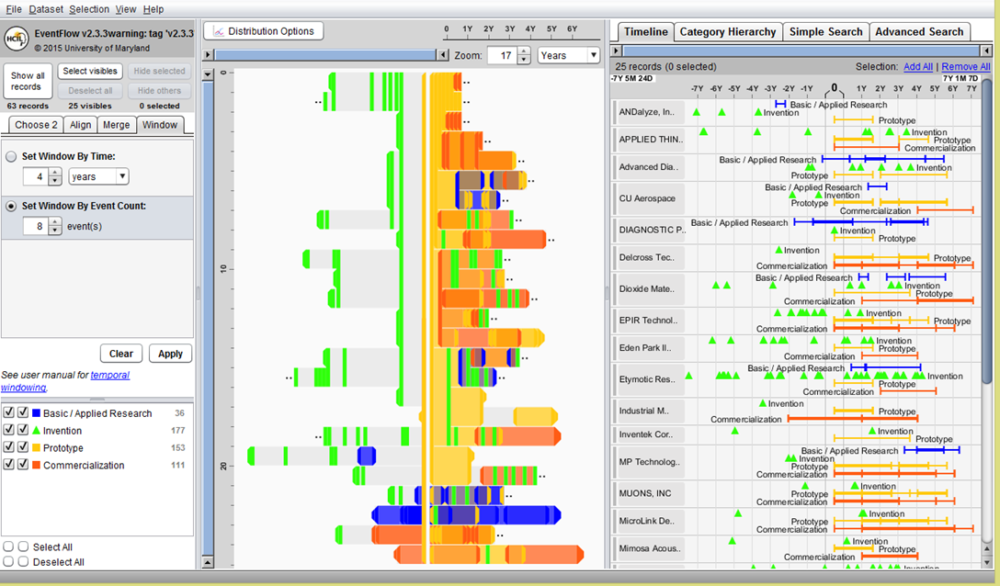 File Dataset Selection View Help
HCIL
EventFlow v2.3.3warning: tag 'v2.3.3
© 2015 University of Maryland
Show all records
Select visibles
Hide selected
Deselect all
Hide others
63 records
25 visibles
0 selected
Choose 2
Align
Merge
Window
Set Window By Time:
4
years
Set Window By Event Count:
8
event(s)
Clear
Apply
See user manual for temporal
windowing.
Basic / Applied Research 36
Invention 177
Prototype 153
Commercialization 111
Select All
Deselect All
Distribution Options
0 1Y 2Y 3Y 4Y 5Y 6Y
Zoom: 17 Years
0
10
20
Timeline
Category Hierarchy
Simple Search
Advanced Search
25 records (0 selected)
Selection: Add All | Remove All
-7Y 5M 24D
7Y 1M 7D
-7Y -6Y -5Y -4Y -3Y -2Y -1Y 0 1Y 2Y 3Y 4Y 5Y 6Y 7Y
ANDalyze, In..
Basic / Applied Research
Invention
Prototype
APPLIED THIN..
Invention
Prototype
Commercialization
Advanced Dia..
Basic / Applied Research
Invention
Prototype
CU Aerospace
Basic / Applied Research
Invention
Prototype
Commercialization
DIAGNOSTIC P..
Basic / Applied Research
Invention
Prototype
Delcross Tec..
Invention
Prototype
Commercialization
Dioxide Mate..
Basic / Applied Research
Invention
Prototype
Commercialization
EPIR Technol..
Invention
Prototype
Commercialization
Eden Park Il..
Invention
Prototype
Commercialization
Etymotic Res..
Basic / Applied Research
Invention
Prototype
Commercialization
Industrial M..
Invention
Prototype
Commercialization
Inventek Cor..
Invention
Prototype
MP Technolog..
Basic / Applied Research
Invention
Prototype
Commercialization
MUONS, INC
Invention
Prototype
Commercialization
MicroLink De..
Invention
Prototype
Commercialization
Mimosa Acous..
Invention
Prototype
Commercialization